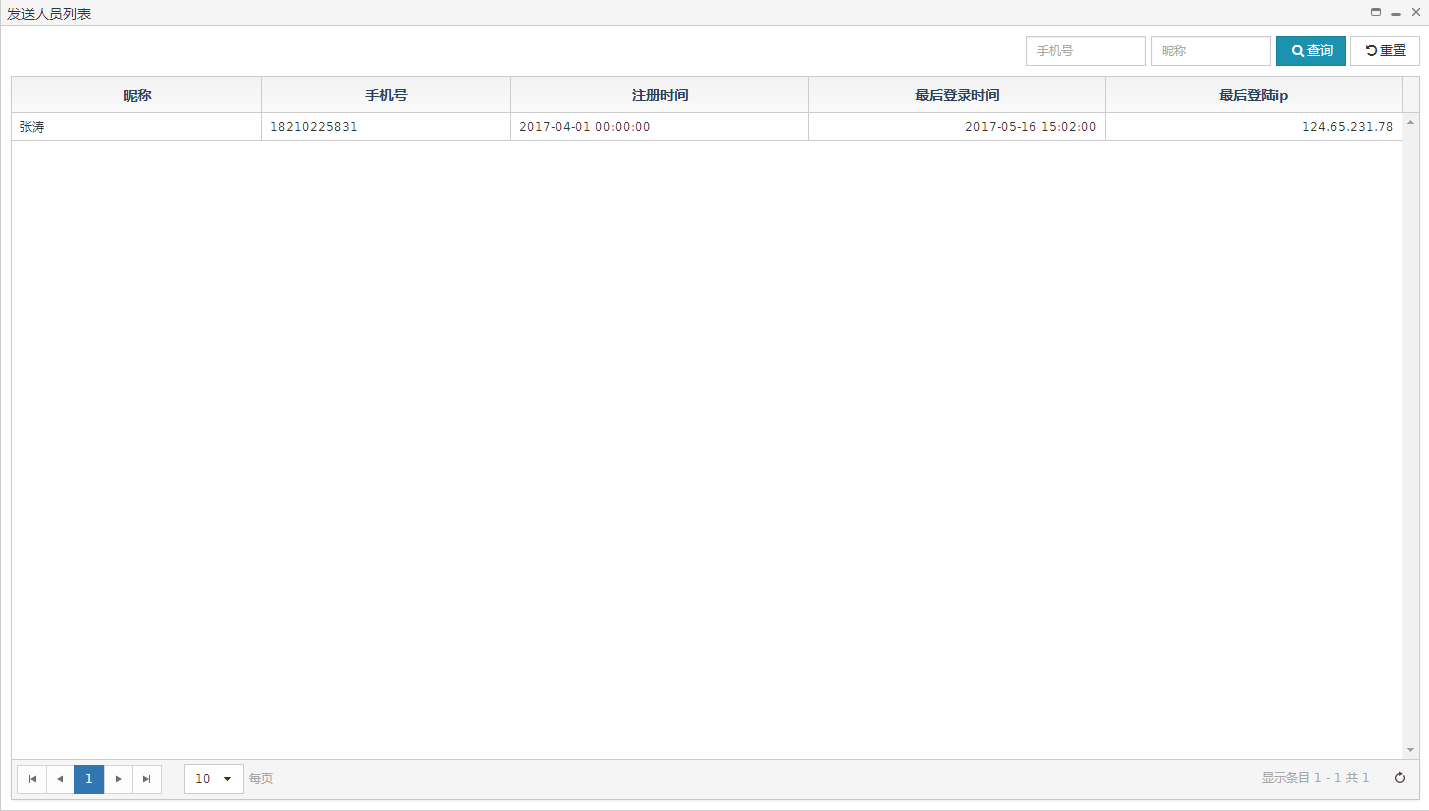 发送人员列表
手机号 昵称 查询 重置
昵称 手机号 注册时间 最后登录时间 最后登陆ip
张涛 18210225831 2017-04-01 00:00:00 2017-05-16 15:02:00 124.65.231.78
1 10 每页 显示条目 1 - 1 共 1